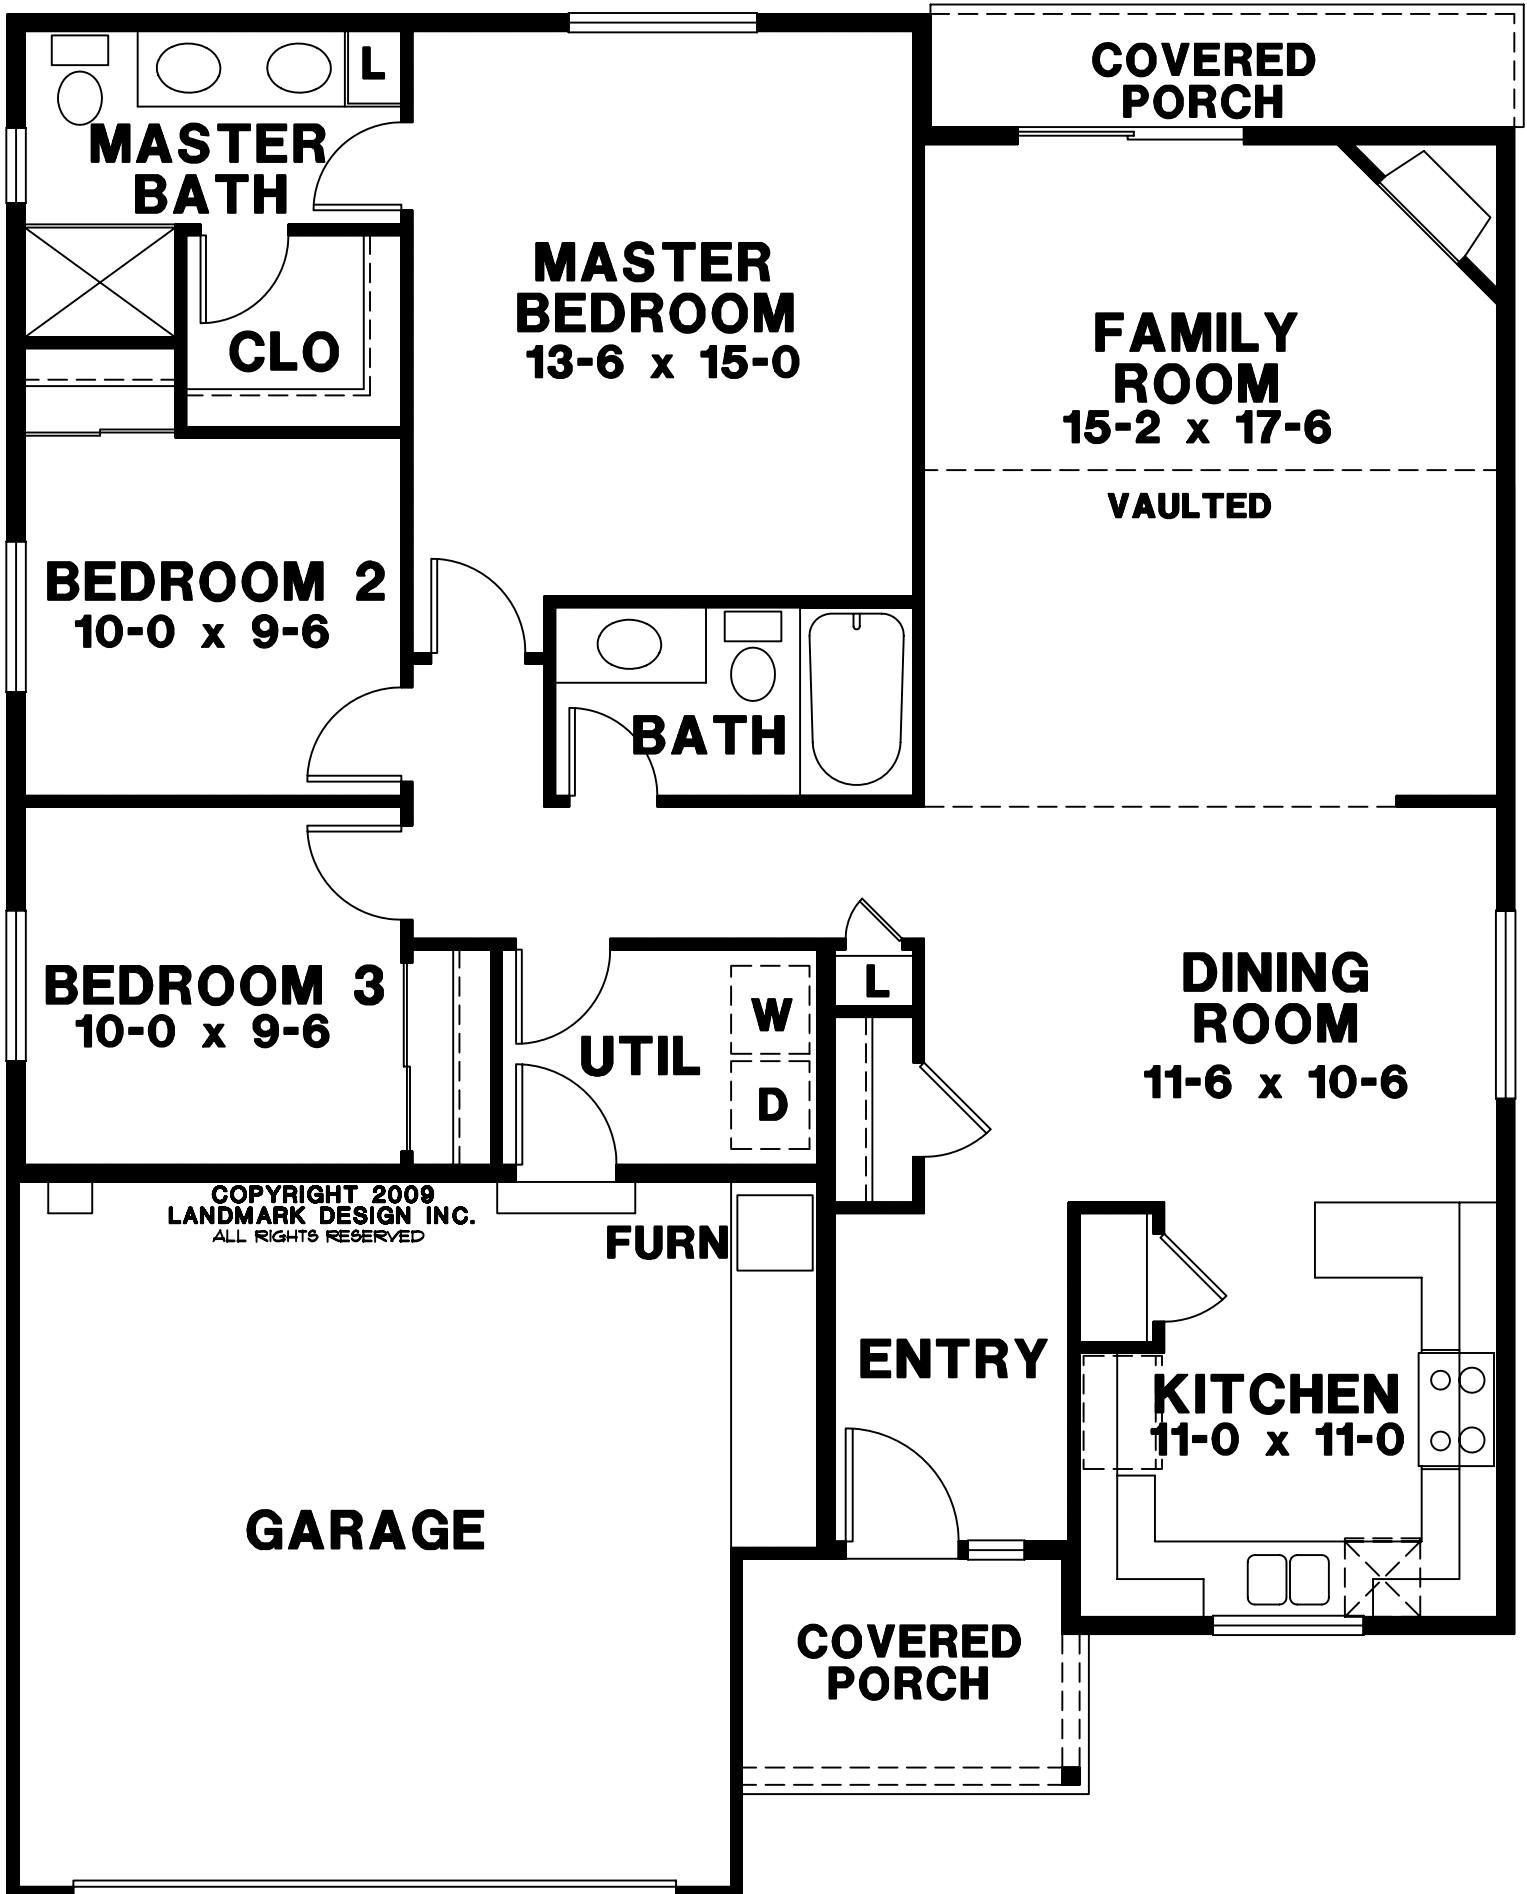 L
COVERED
PORCH
MASTER
BATH
MASTER
BEDROOM
13-6 x 15-0
CLO
FAMILY
ROOM
15-2 x 17-6
VAULTED
BEDROOM 2
10-0 x 9-6
BATH
BEDROOM 3
10-0 x 9-6
UTIL
W
D
L
DINING
ROOM
11-6 x 10-6
COPYRIGHT 2009
LANDMARK DESIGN INC.
ALL RIGHTS RESERVED
FURN
ENTRY
KITCHEN
11-0 x 11-0
GARAGE
COVERED
PORCH